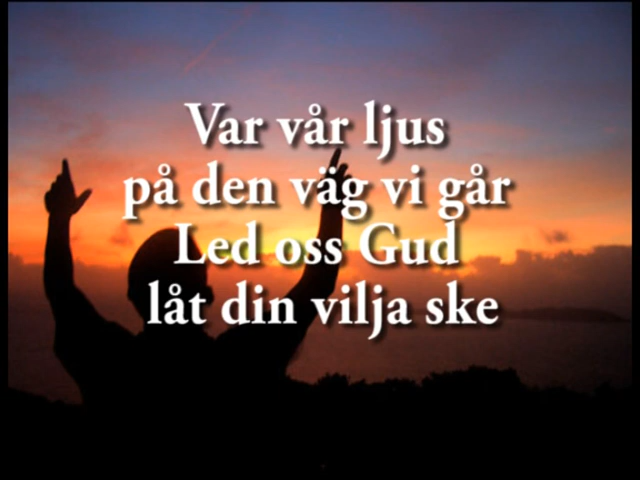 Var vår ljus
på den väg vi går
Led oss Gud
låt din vilja ske